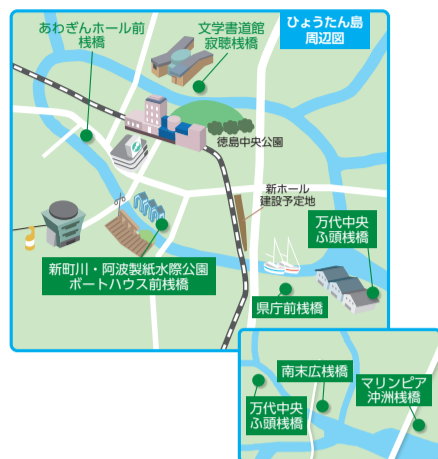 ひょうたん島
周辺図
あわぎんホール前
桟橋
文学書道館
寂聴桟橋
徳島中央公園
新ホール
建設予定地
万代中央
ふ頭桟橋
新町川・阿波製紙水際公園
ボートハウス前桟橋
県庁前桟橋
南末広桟橋
マリンピア
沖洲桟橋
万代中央
ふ頭桟橋